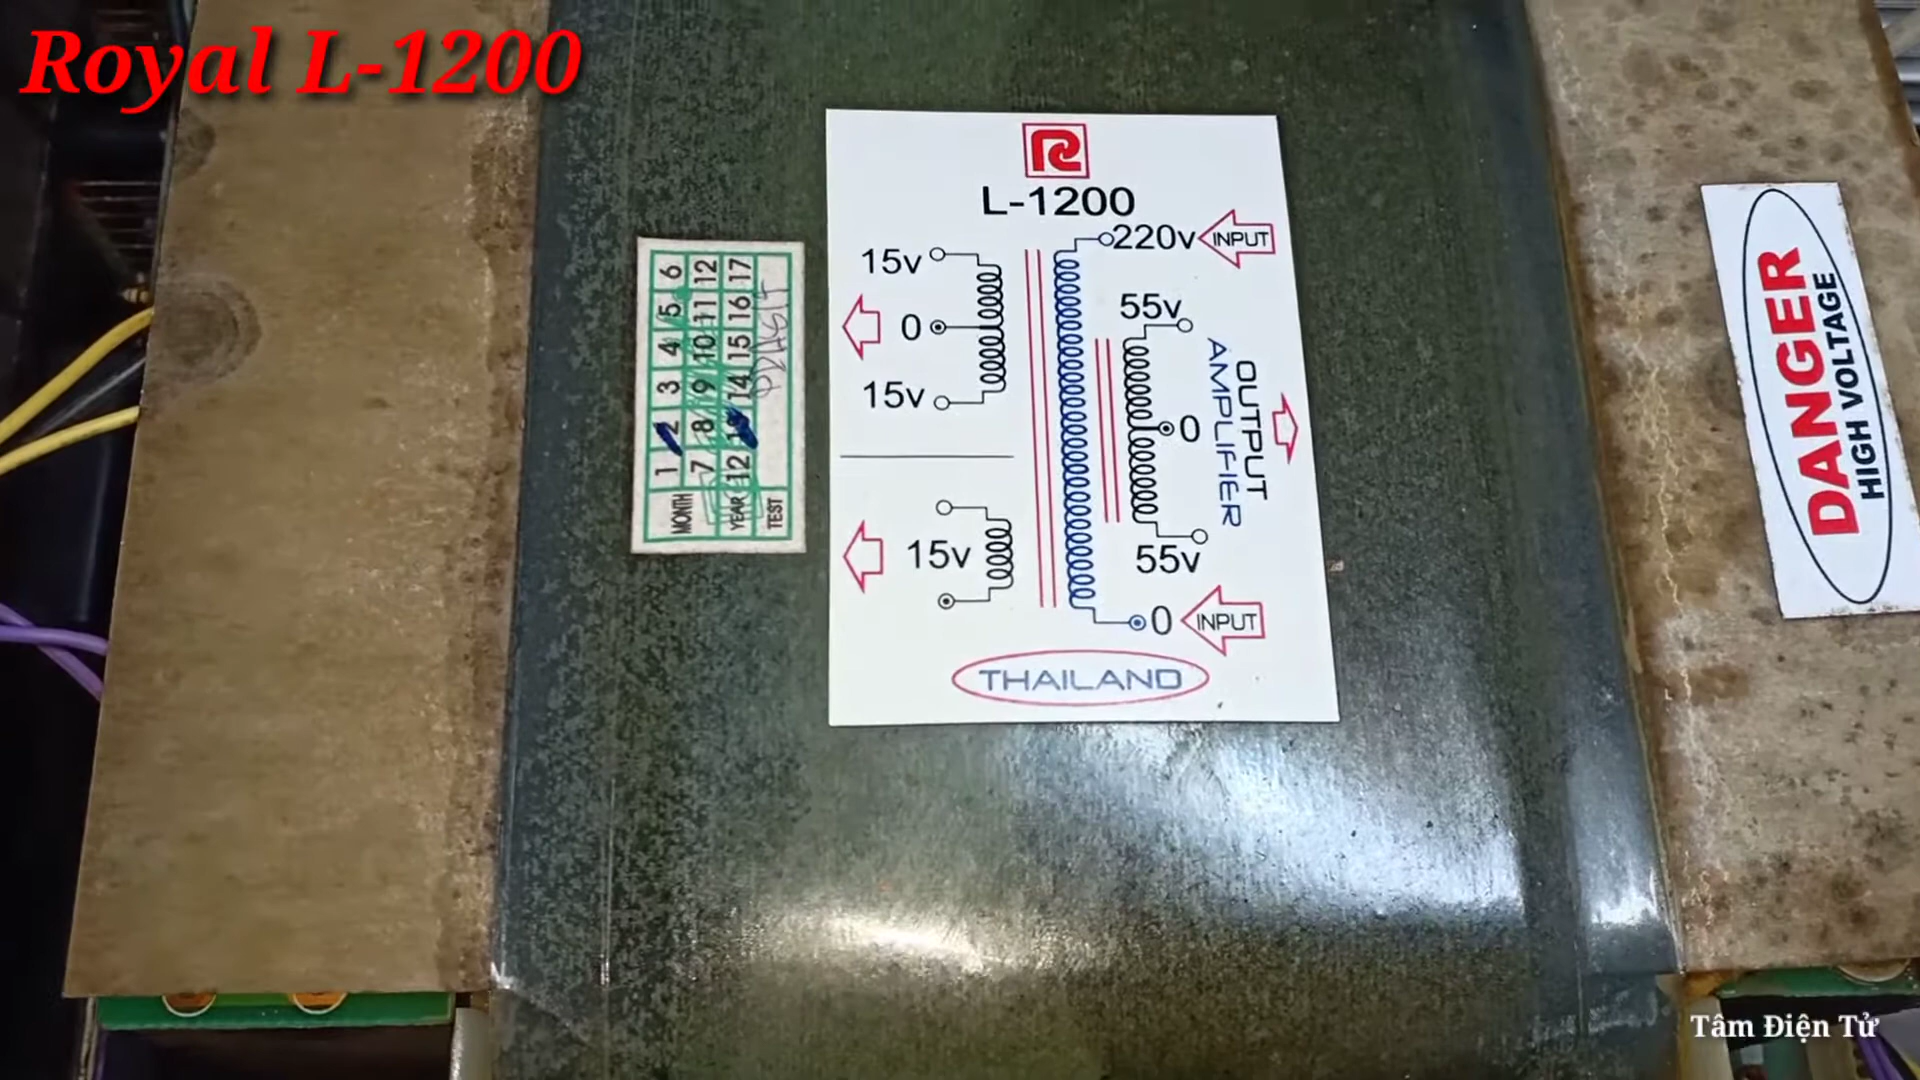 Royal L-1200
R
L-1200
220v INPUT
15v
0
15v
55v
0
55v
OUTPUT
AMPLIFIER
15v
0 INPUT
THAILAND
MONTH 1 2 3 4 5 6
7 8 9 10 11 12
YEAR 12 13 14 15 16 17
TEST
DANGER
HIGH VOLTAGE
Tâm Điện Tử